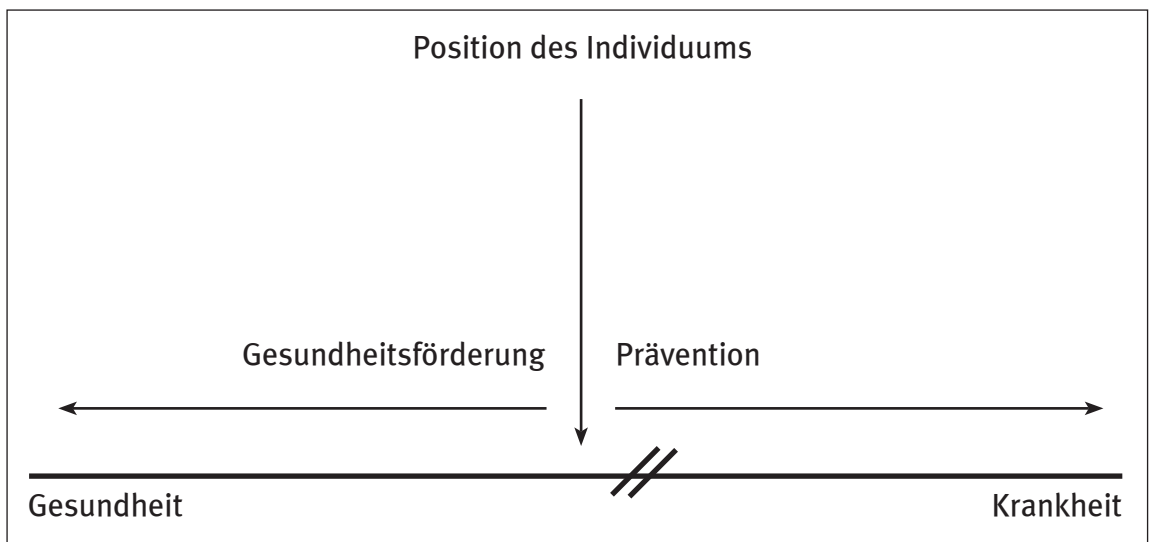 Position des Individuums
Gesundheitsförderung
Prävention
Gesundheit
Krankheit